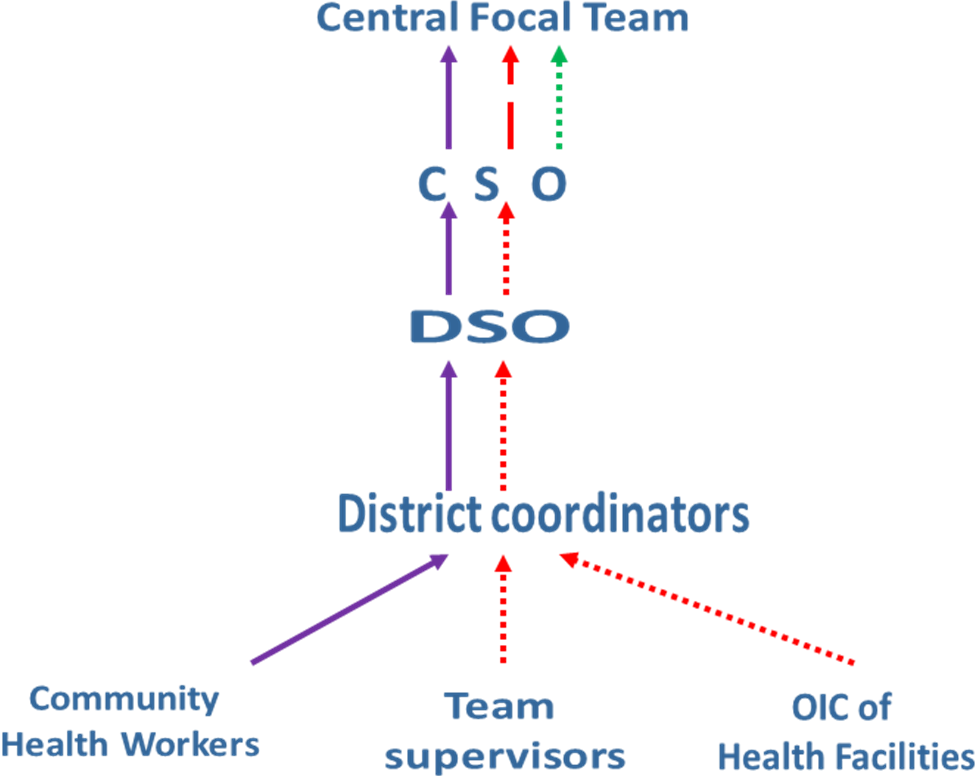 Central Focal Team
C S O
DSO
District coordinators
Community
Health Workers
Team
supervisors
OIC of
Health Facilities